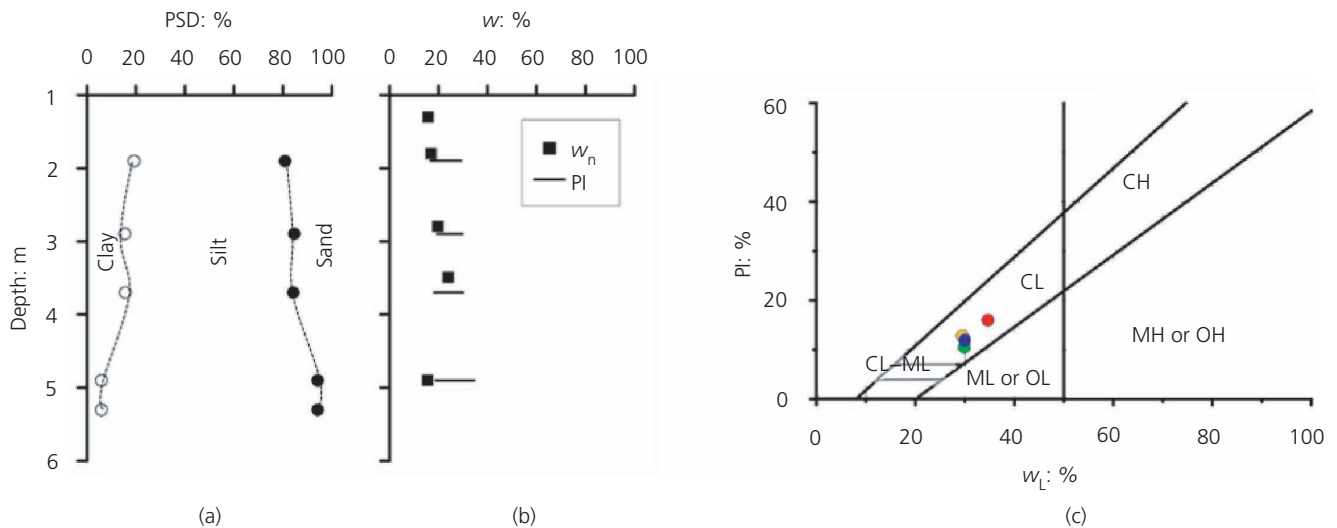 PSD: %
0 20 40 60 80 100
Depth: m
1
2
3
4
5
6
Clay
Silt
Sand
(a)
w: %
0 20 40 60 80 100
wn
PI
(b)
PI: %
60
40
20
0
CH
CL
CL–ML
ML or OL
MH or OH
0 20 40 60 80 100
wL: %
(c)